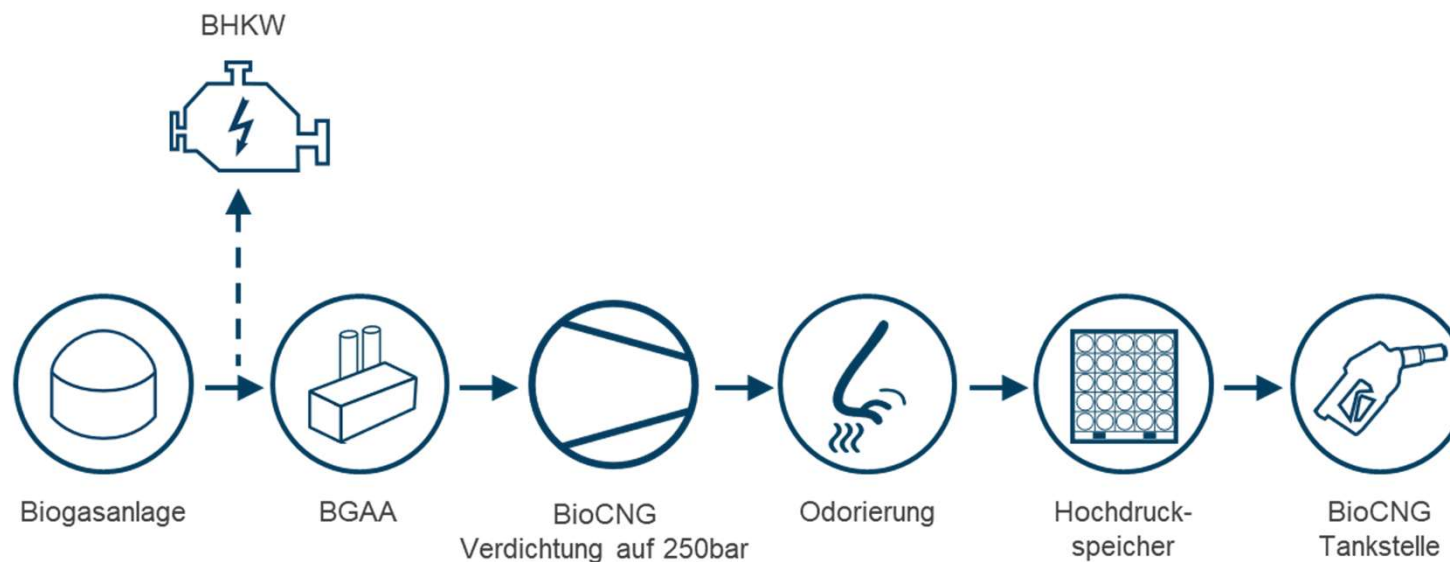 BHKW
Biogasanlage
BGAA
BioCNG
Verdichtung auf 250bar
Odorierung
Hochdruck-
speicher
BioCNG
Tankstelle